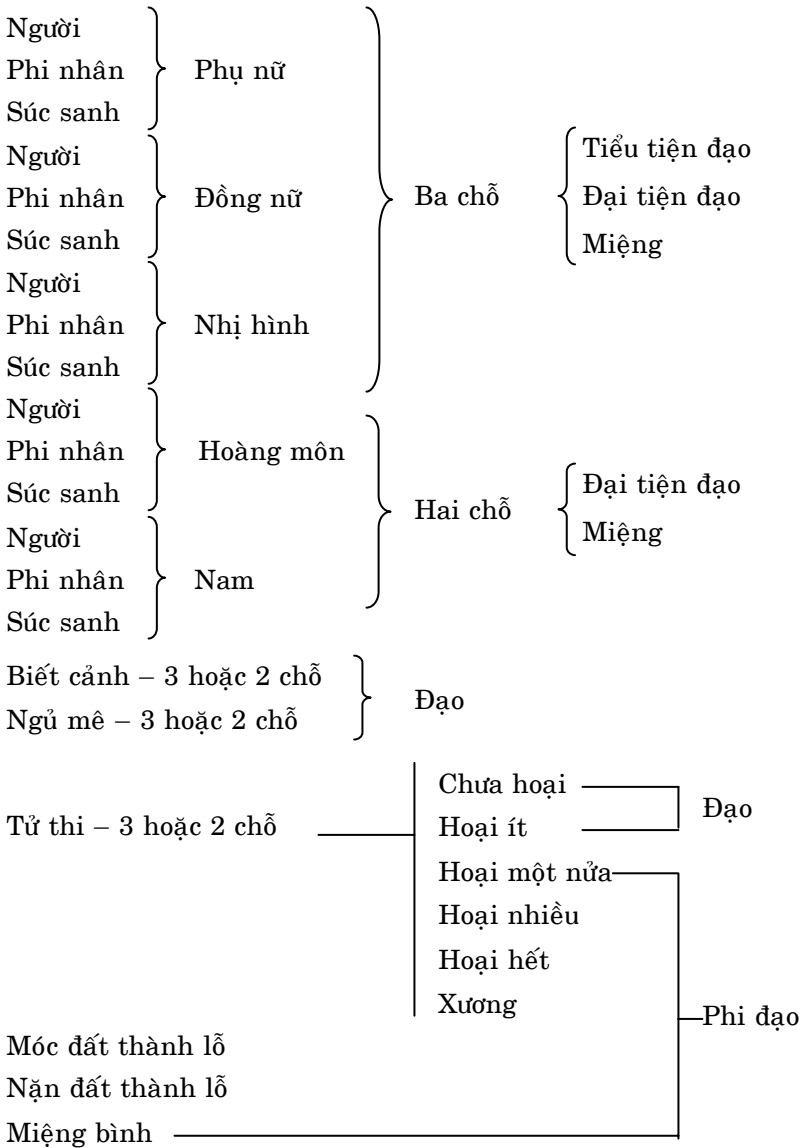 Người
Phi nhân
Súc sanh
Phụ nữ
Người
Phi nhân
Súc sanh
Đồng nữ
Người
Phi nhân
Súc sanh
Nhị hình
Ba chỗ
Tiểu tiện đạo
Đại tiện đạo
Miệng
Người
Phi nhân
Súc sanh
Hoàng môn
Người
Phi nhân
Súc sanh
Nam
Hai chỗ
Đại tiện đạo
Miệng
Biết cảnh – 3 hoặc 2 chỗ
Ngủ mê – 3 hoặc 2 chỗ
Đạo
Tử thi – 3 hoặc 2 chỗ
Chưa hoại
Hoại ít
Đạo
Hoại một nửa
Hoại nhiều
Hoại hết
Xương
Phi đạo
Móc đất thành lỗ
Nặn đất thành lỗ
Miệng bình